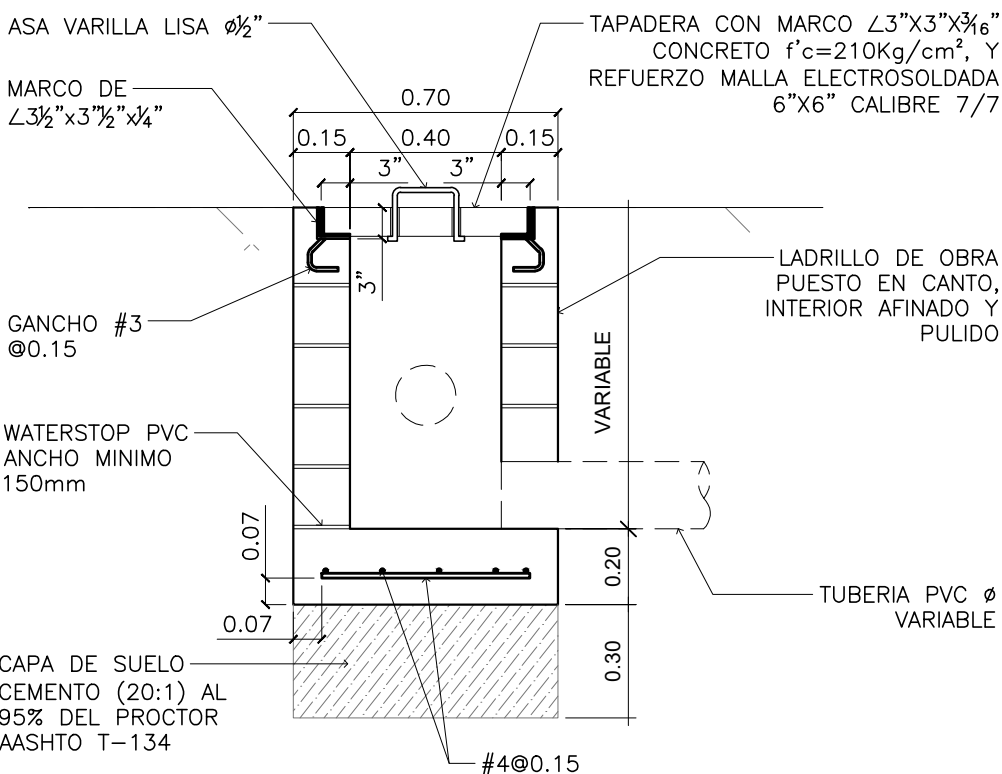 ASA VARILLA LISA ø½"
MARCO DE
∠3½"x3"½"x¼"
TAPADERA CON MARCO ∠3"X3"X3/16"
CONCRETO f'c=210Kg/cm², Y
REFUERZO MALLA ELECTROSOLDADA
6"X6" CALIBRE 7/7
0.70
0.15
0.40
0.15
3"
3"
3"
GANCHO #3
@0.15
LADRILLO DE OBRA
PUESTO EN CANTO,
INTERIOR AFINADO Y
PULIDO
VARIABLE
WATERSTOP PVC
ANCHO MINIMO
150mm
0.07
0.07
0.20
0.30
TUBERIA PVC ø
VARIABLE
CAPA DE SUELO
CEMENTO (20:1) AL
95% DEL PROCTOR
AASHTO T-134
#4@0.15